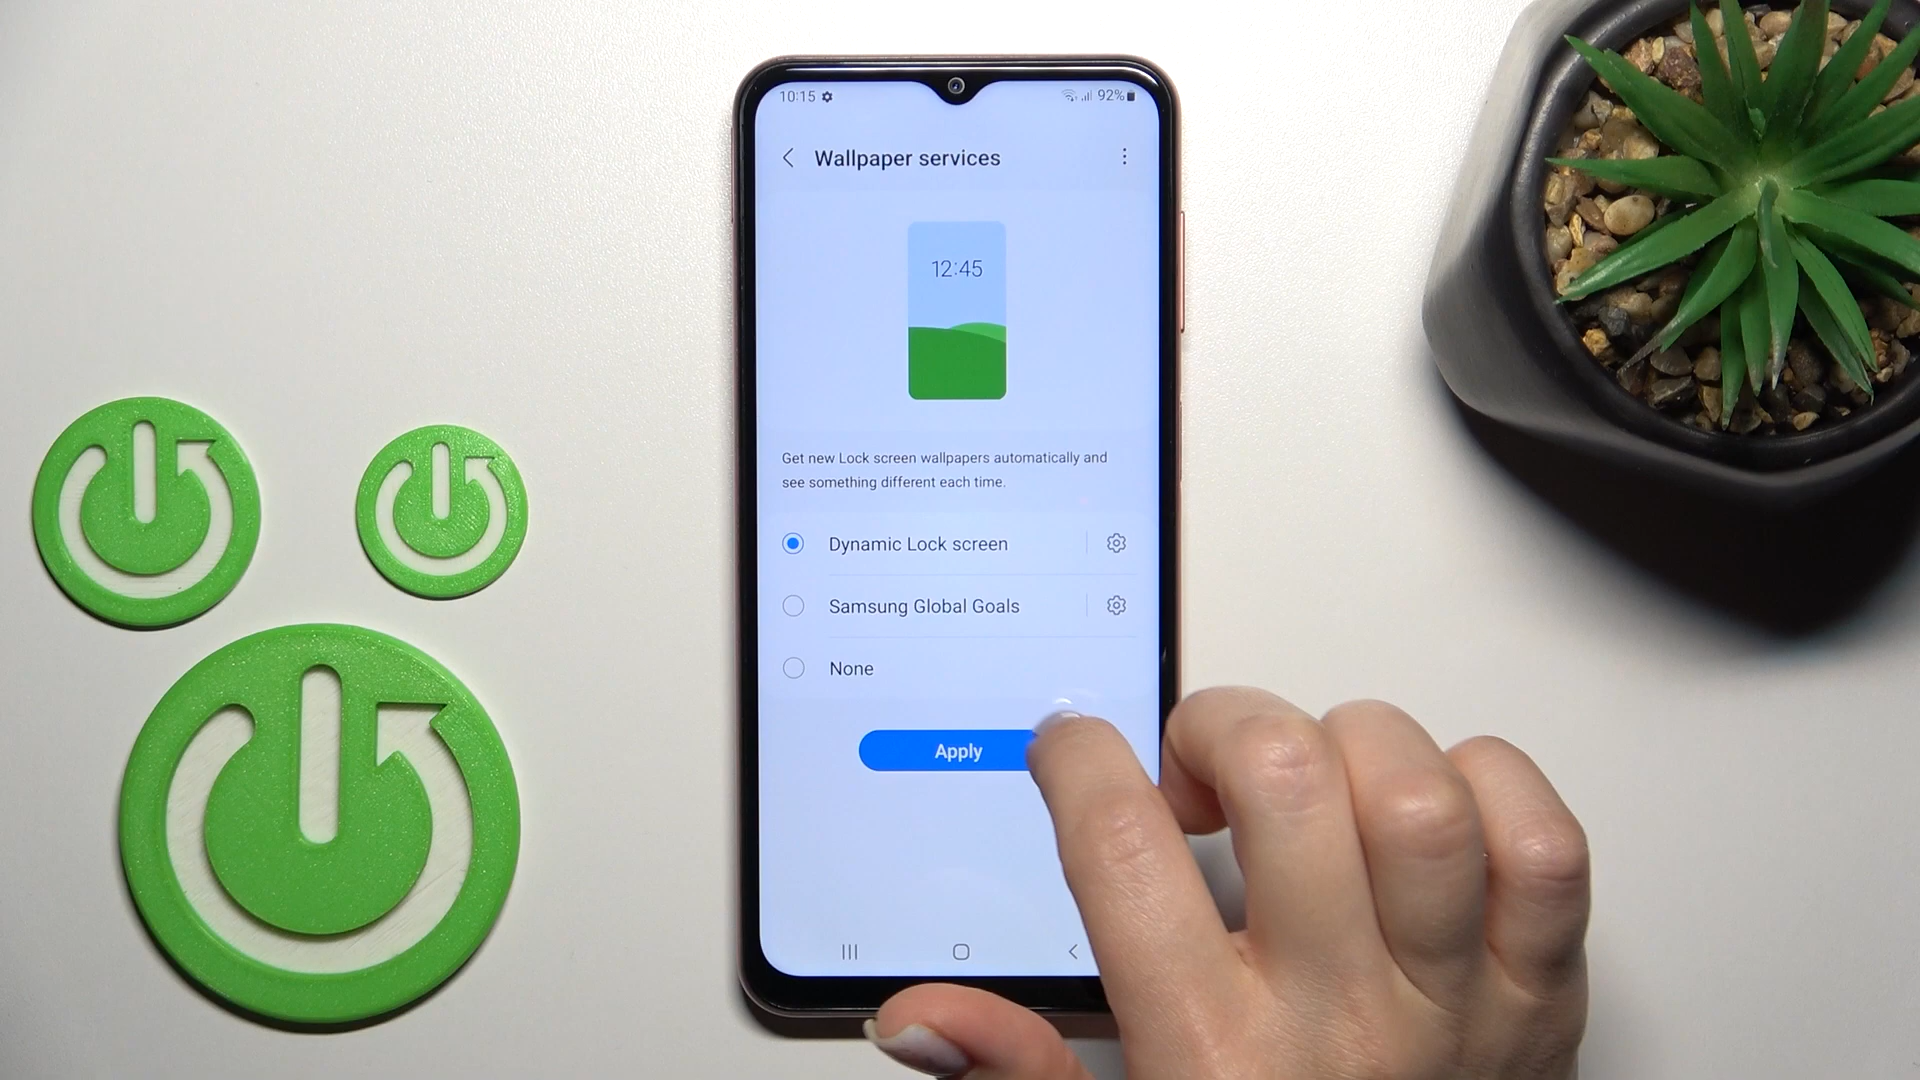 10:15
92%
Wallpaper services
12:45
Get new Lock screen wallpapers automatically and
see something different each time.
Dynamic Lock screen
Samsung Global Goals
None
Apply